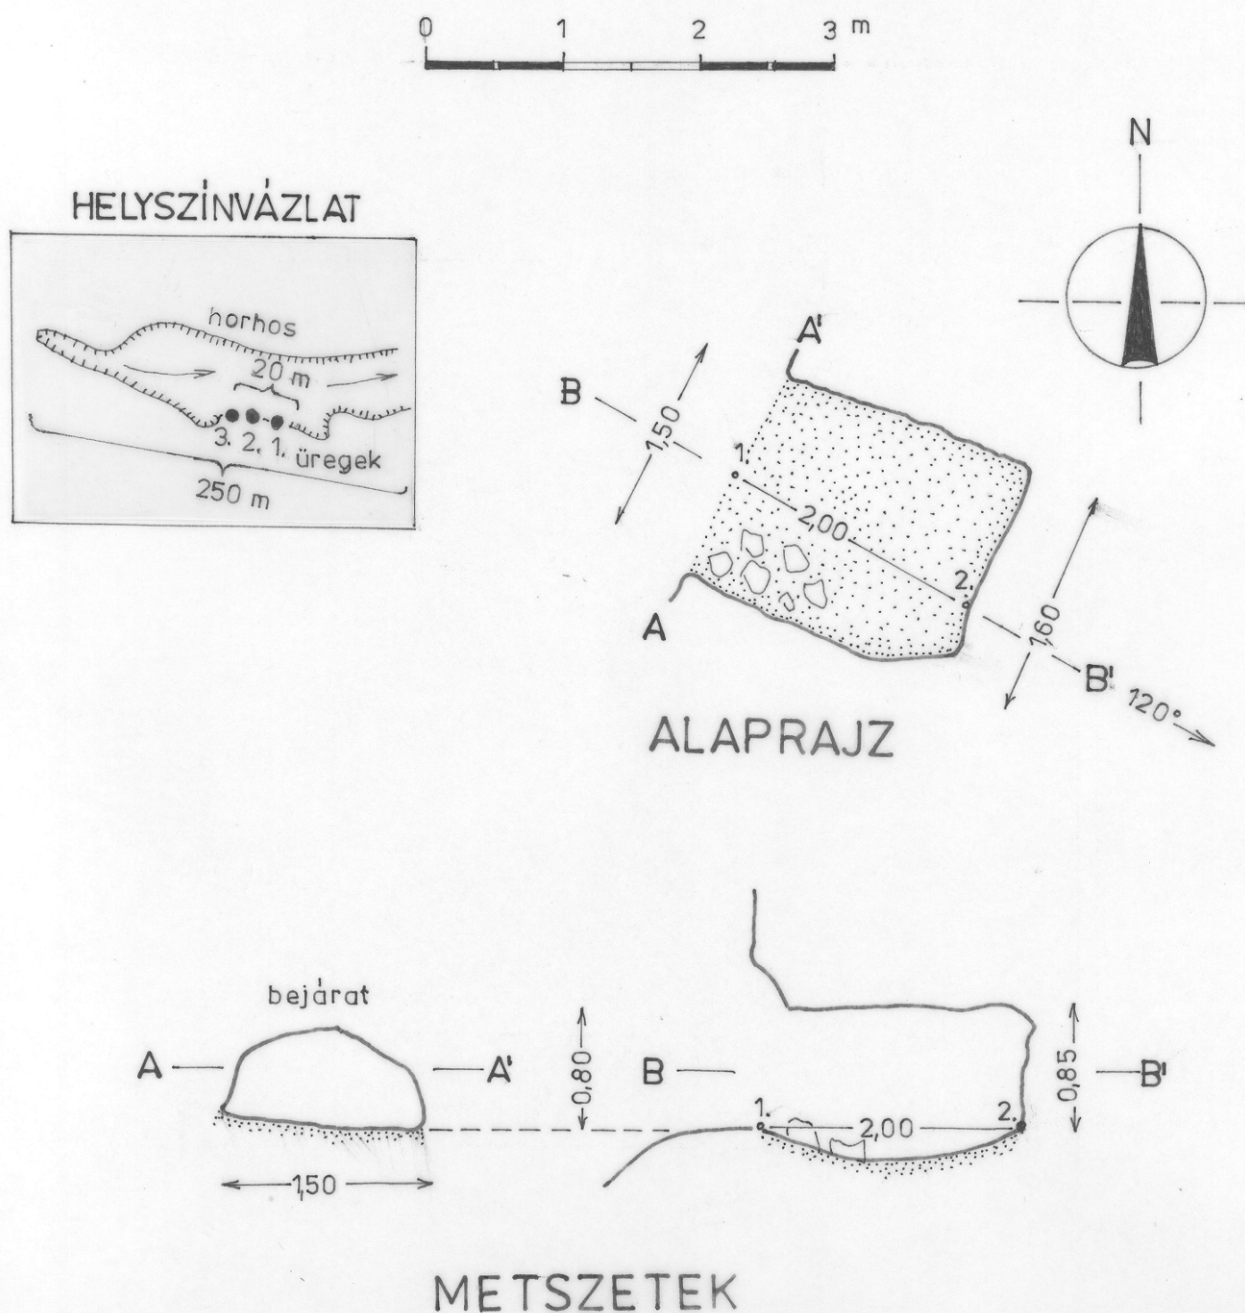 0 1 2 3 m
N
HELYSZÍNVÁZLAT
horhos
20 m
3. 2. 1. üregek
250 m
A'
B
1,50
1.
2,00
2.
A
1,60
B'
120°
ALAPRAJZ
bejárat
A A'
0,80
B B'
0,85
1. 2,00 2.
1,50
METSZETEK